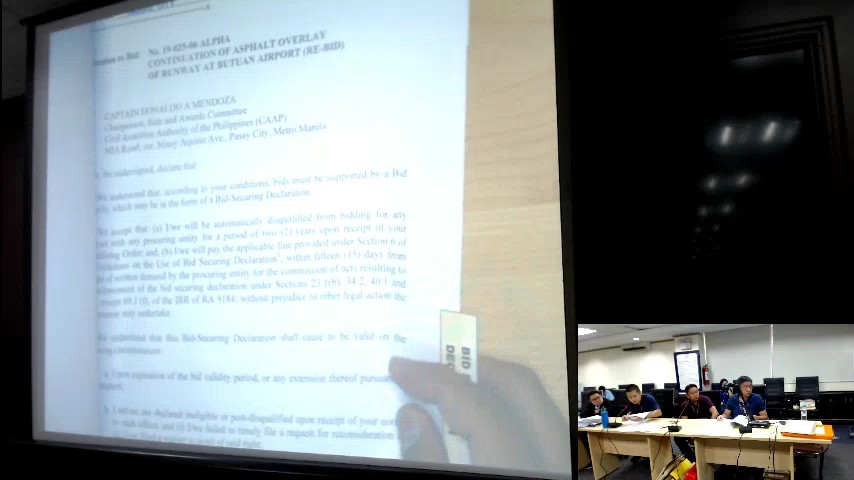 to Bid: No. 19-025-06 ALPHA
CONTINUATION OF ASPHALT OVERLAY
OF RUNWAY AT BUTUAN AIRPORT (RE-BID)
CAPTAIN DONALDO A MENDOZA
Chairperson, Bids and Awards Committee
Civil Aviation Authority of the Philippines (CAAP)
MIA Road, cor. Ninoy Aquino Ave., Pasay City, Metro Manila
the undersigned, declare that:
We understand that, according to your conditions, bids must be supported by a Bid
which may be in the form of a Bid-Securing Declaration.
We accept that: (a) I/we will be automatically disqualified from bidding for any
with any procuring entity for a period of two (2) years upon receipt of your
Order; and, (b) I/we will pay the applicable fine provided under Section 6 of
on the Use of Bid Securing Declaration, within fifteen (15) days from
of written demand by the procuring entity for the commission of acts resulting to
of the bid securing declaration under Sections 23.1(b), 34.2, 40.1 and
except 69.1 (f), of the IRR of RA 9184; without prejudice to other legal action the
may undertake.
understand that this Bid-Securing Declaration shall cease to be valid on the
circumstances:
a. Upon expiration of the bid validity period, or any extension thereof
request;
b. I am/we are declared ineligible or post-disqualified upon receipt of your
to such effect, and (i) I/we failed to timely file a request for reconsideration
BID